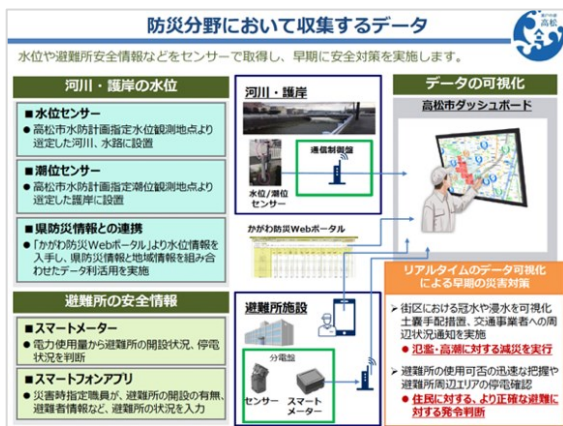 防災分野において収集するデータ
高松
水位や避難所安全情報などをセンサーで取得し、早期に安全対策を実施します。
河川・護岸の水位
■水位センサー
● 高松市水防計画指定水位観測地点より
選定した河川、水路に設置
■潮位センサー
● 高松市水防計画指定潮位観測地点より
選定した護岸に設置
■県防災情報との連携
● 「かがわ防災Webポータル」より水位情報を
入手し、県防災情報と地域情報を組み合
わせたデータ利活用を実施
避難所の安全情報
■スマートメーター
● 電力使用量から避難所の開設状況、停電
状況を判断
■スマートフォンアプリ
● 災害時指定職員が、避難所の開設の有無、
避難者情報など、避難所の状況を入力
河川・護岸
通信制御盤
水位/潮位
センサー
かがわ防災Webポータル
避難所施設
分電盤
センサー
スマート
メーター
データの可視化
高松市ダッシュボード
リアルタイムのデータ可視化
による早期の災害対策
➢ 街区における冠水や浸水を可視化
土嚢手配措置、交通事業者への周
辺状況通知を実施
● 氾濫・高潮に対する減災を実行
➢ 避難所の使用可否の迅速な把握や
避難所周辺エリアの停電確認
● 住民に対する、より正確な避難に
対する発令判断